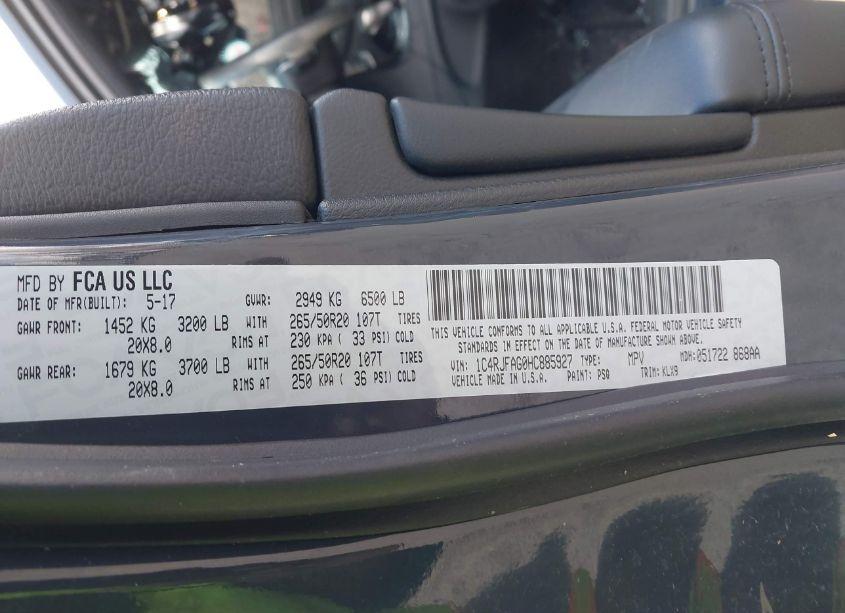 MFD BY FCA US LLC
DATE OF MFR(BUILT): 5-17 GVWR: 2949 KG 6500 LB
GAWR FRONT: 1452 KG 3200 LB WITH 265/50R20 107T TIRES
20X8.0 RIMS AT 230 KPA ( 33 PSI) COLD
GAWR REAR: 1679 KG 3700 LB WITH 265/50R20 107T TIRES
20X8.0 RIMS AT 250 KPA ( 36 PSI) COLD
THIS VEHICLE CONFORMS TO ALL APPLICABLE U.S.A. FEDERAL MOTOR VEHICLE SAFETY
STANDARDS IN EFFECT ON THE DATE OF MANUFACTURE SHOWN ABOVE.
VIN: 1C4RJFAG0HC885927 TYPE: MPV MDH: 051722 868AA
VEHICLE MADE IN U.S.A. PAINT: PSQ TRIM: KLX9